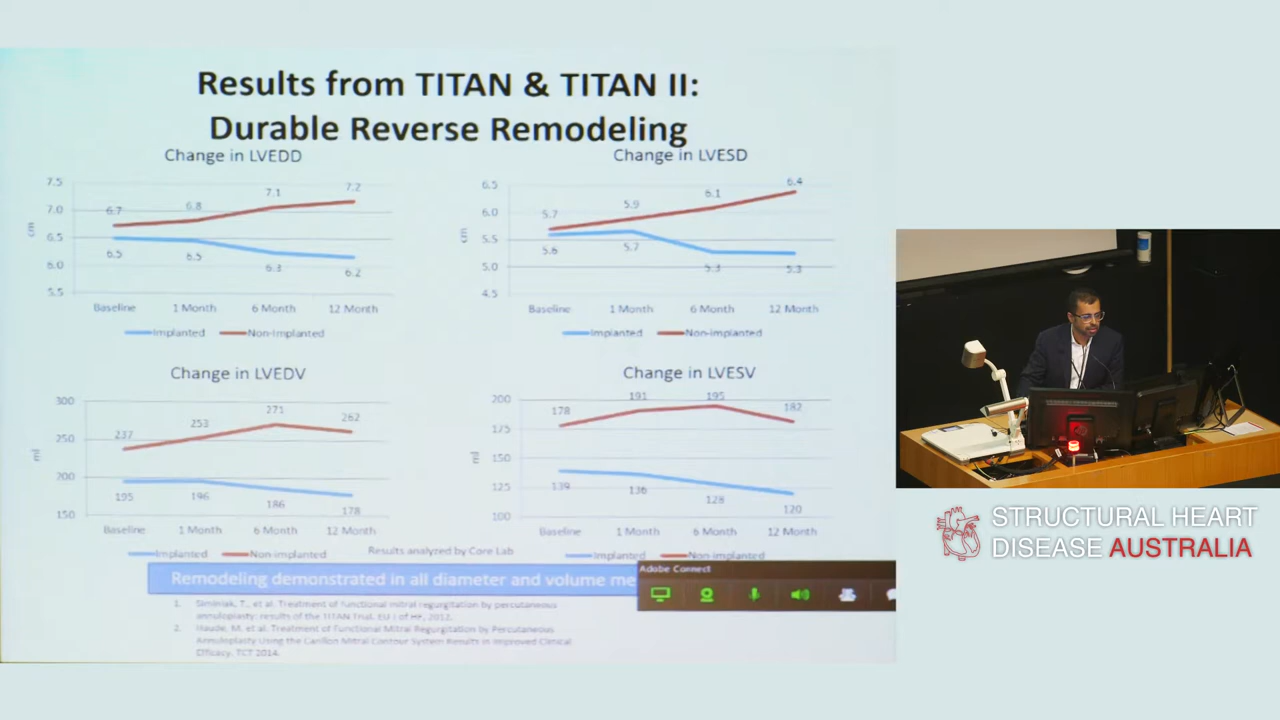 Results from TITAN & TITAN II:
Durable Reverse Remodeling
Change in LVEDD
7.5
7.0
6.5
6.0
5.5
cm
6.7
6.8
7.1
7.2
6.5
6.5
6.3
6.2
Baseline
1 Month
6 Month
12 Month
Implanted
Non-Implanted
Change in LVESD
6.5
6.0
5.5
5.0
4.5
cm
5.7
5.9
6.1
6.4
5.6
5.7
5.3
5.3
Baseline
1 Month
6 Month
12 Month
Implanted
Non-implanted
Change in LVEDV
300
250
200
150
ml
237
253
271
262
195
196
186
178
Baseline
1 Month
6 Month
12 Month
Implanted
Non-implanted
Change in LVESV
200
175
150
125
100
ml
178
191
195
182
139
136
128
120
Baseline
1 Month
6 Month
12 Month
Implanted
Non-implanted
Results analyzed by Core Lab
Remodeling demonstrated in all diameter and volume me
Adobe Connect
1. Siminiak, T., et al. Treatment of functional mitral regurgitation by percutaneous
annuloplasty: results of the TITAN Trial. EU J of HF, 2012.
2. Haude, M. et al. Treatment of Functional Mitral Regurgitation by Percutaneous
Annuloplasty Using the Carillon Mitral Contour System Results in Improved Clinical
Efficacy. TCT 2014.
STRUCTURAL HEART
DISEASE AUSTRALIA